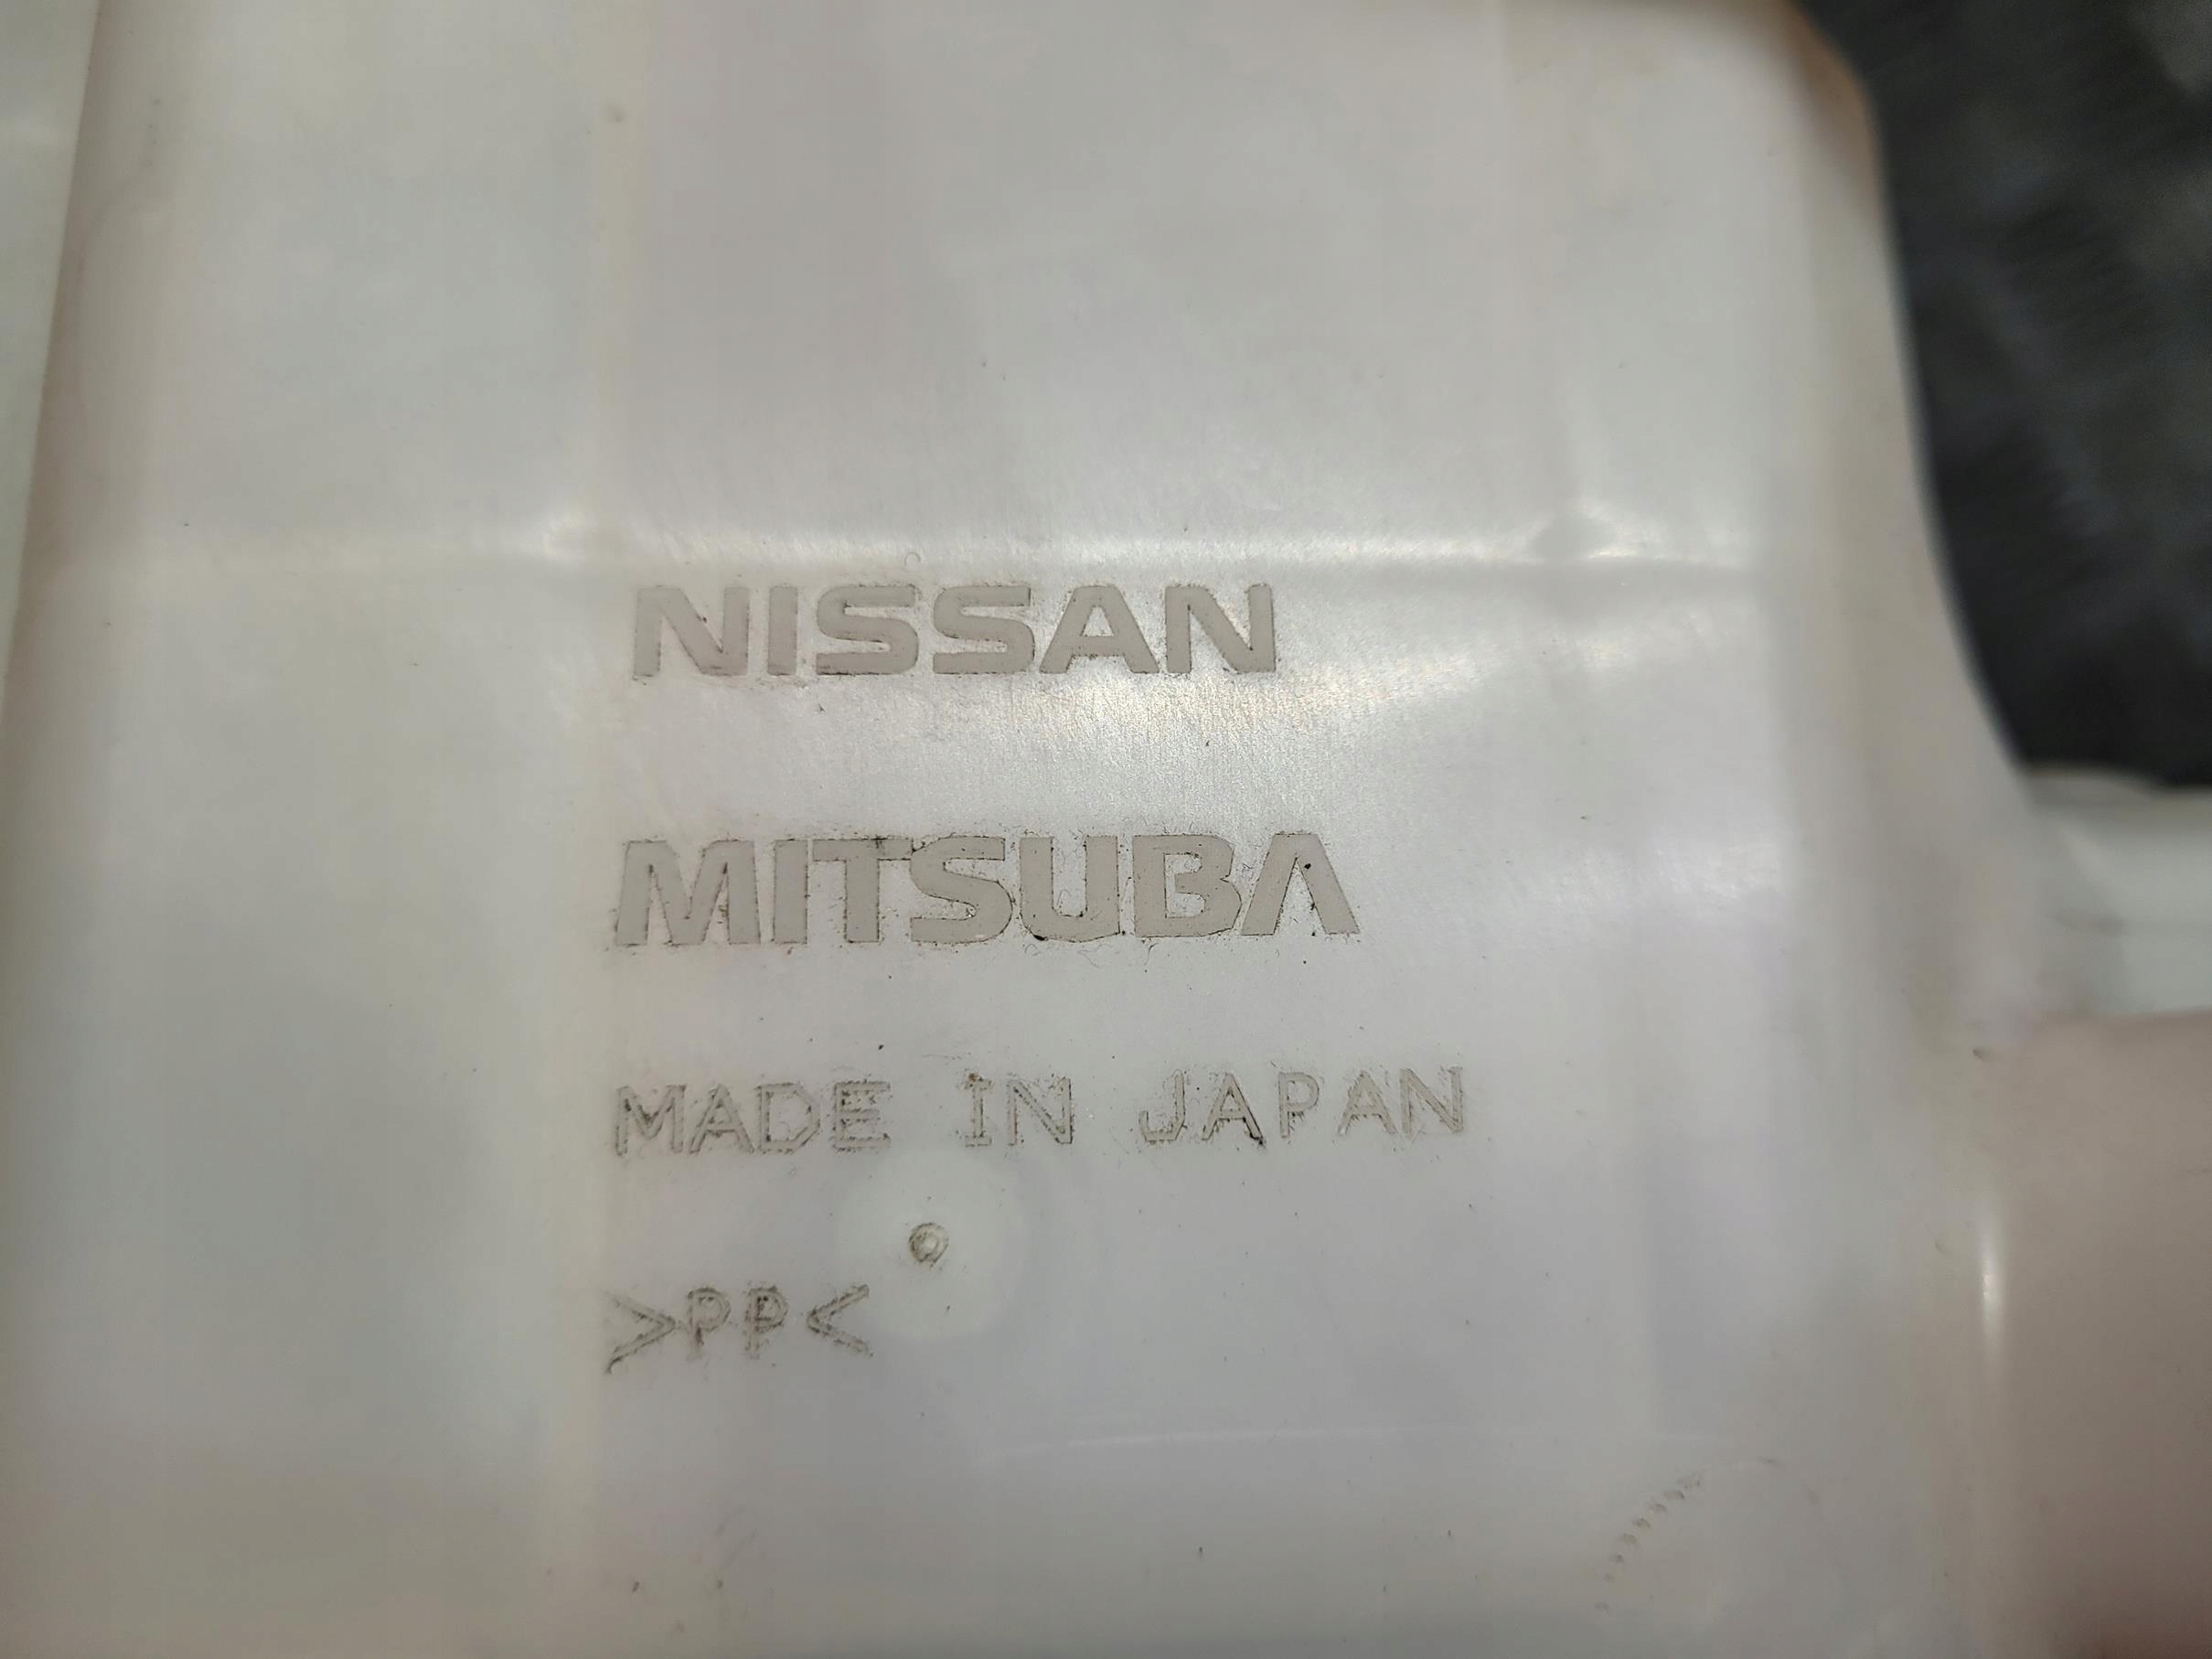 NISSAN
MITSUBA
MADE IN JAPAN
>PP<